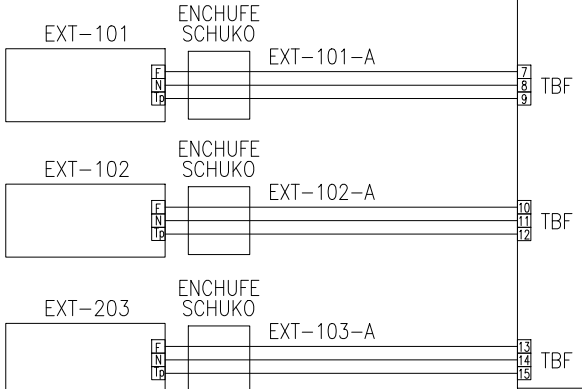 ENCHUFE
SCHUKO
EXT-101
EXT-101-A
F
N
Tp
7
8
9
TBF
ENCHUFE
SCHUKO
EXT-102
EXT-102-A
F
N
Tp
10
11
12
TBF
ENCHUFE
SCHUKO
EXT-203
EXT-103-A
F
N
Tp
13
14
15
TBF